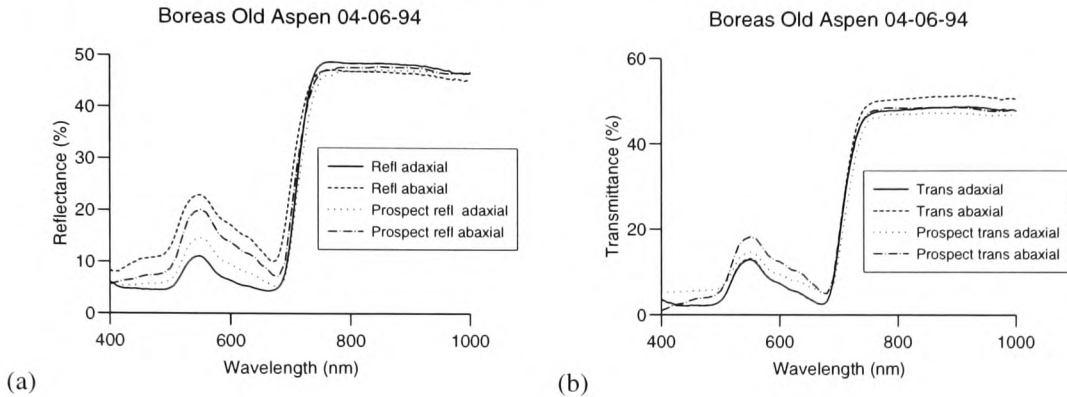 Boreas Old Aspen 04-06-94
50
40
30
20
10
0
Reflectance (%)
Refl adaxial
Refl abaxial
Prospect refl adaxial
Prospect refl abaxial
400
600
800
1000
Wavelength (nm)
(a)
Boreas Old Aspen 04-06-94
60
40
20
0
Transmittance (%)
Trans adaxial
Trans abaxial
Prospect trans adaxial
Prospect trans abaxial
400
600
800
1000
Wavelength (nm)
(b)